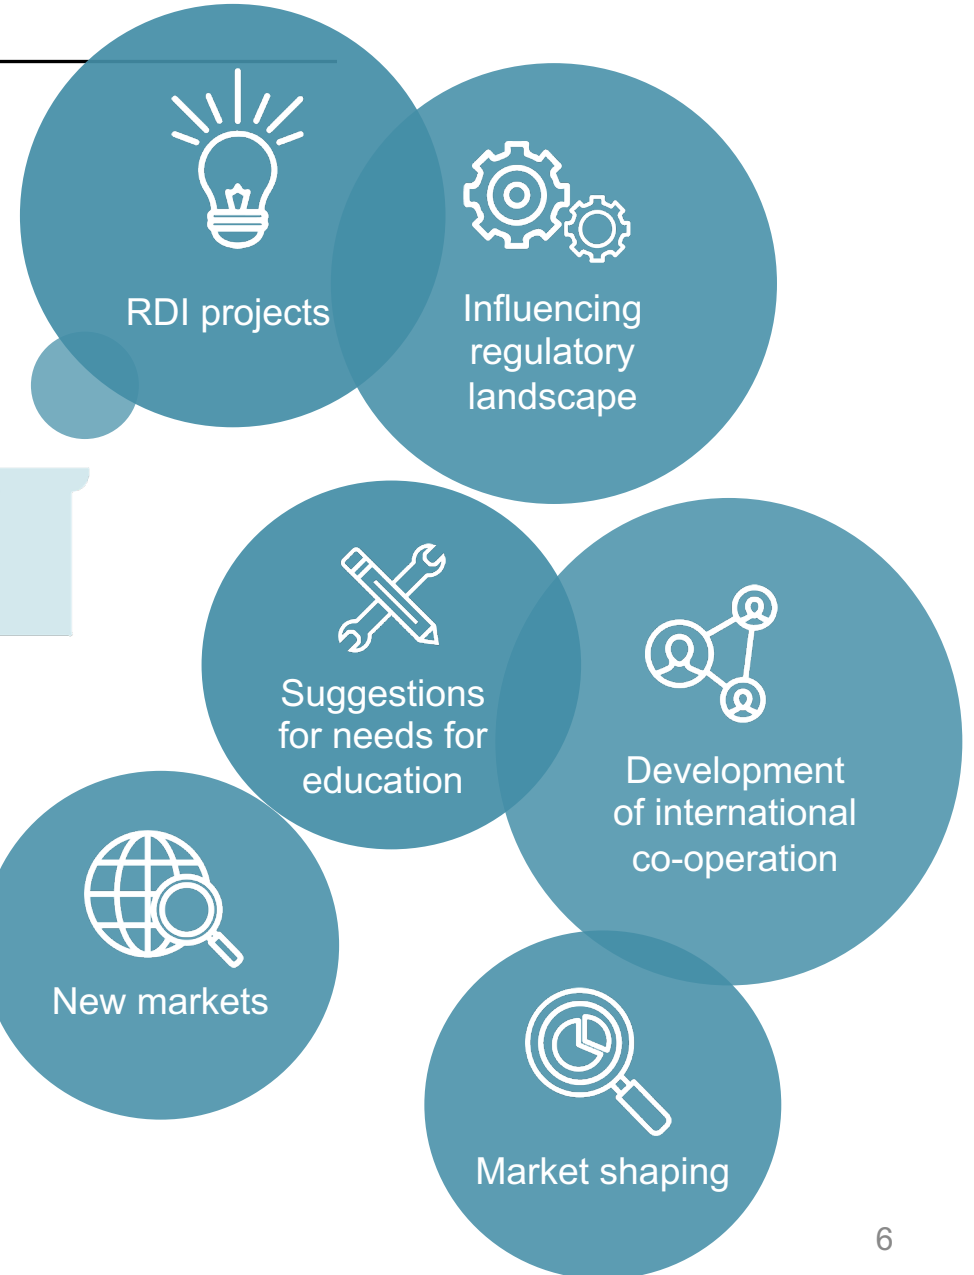 RDI projects
Influencing
regulatory
landscape
Suggestions
for needs for
education
Development
of international
co-operation
New markets
Market shaping
6